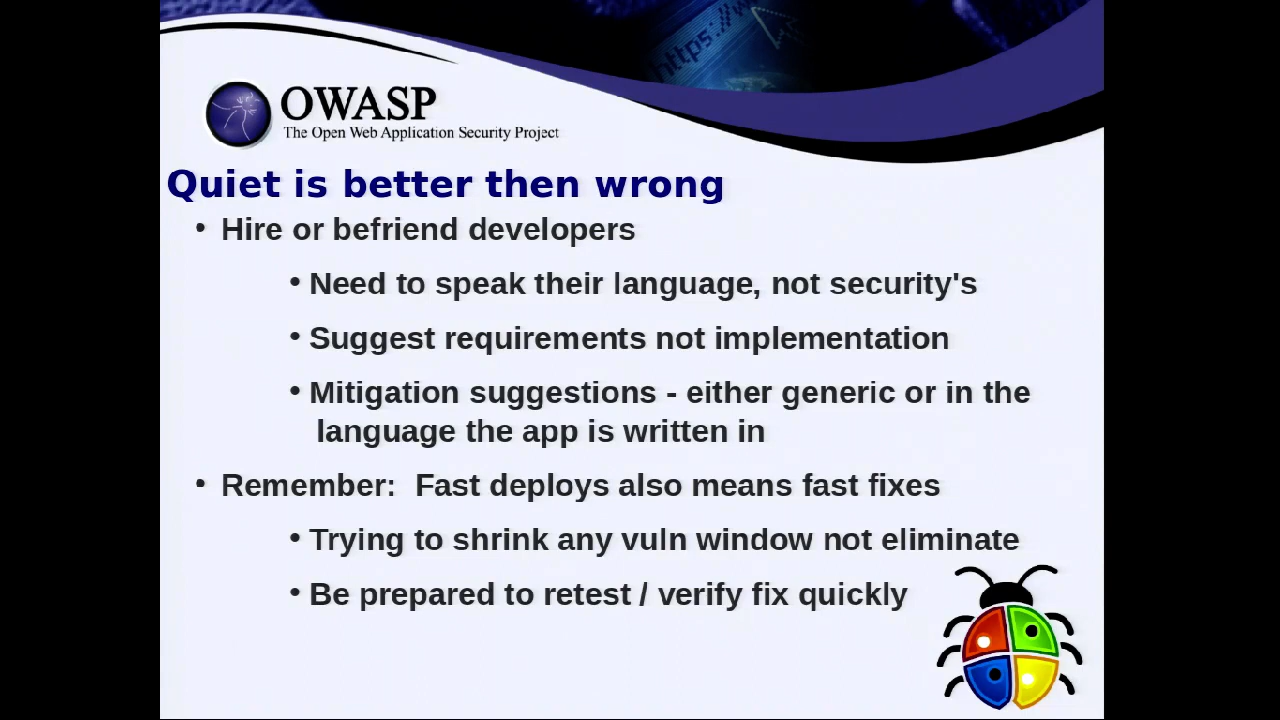 https://w
OWASP
The Open Web Application Security Project
Quiet is better then wrong
• Hire or befriend developers
• Need to speak their language, not security's
• Suggest requirements not implementation
• Mitigation suggestions - either generic or in the
language the app is written in
• Remember:  Fast deploys also means fast fixes
• Trying to shrink any vuln window not eliminate
• Be prepared to retest / verify fix quickly